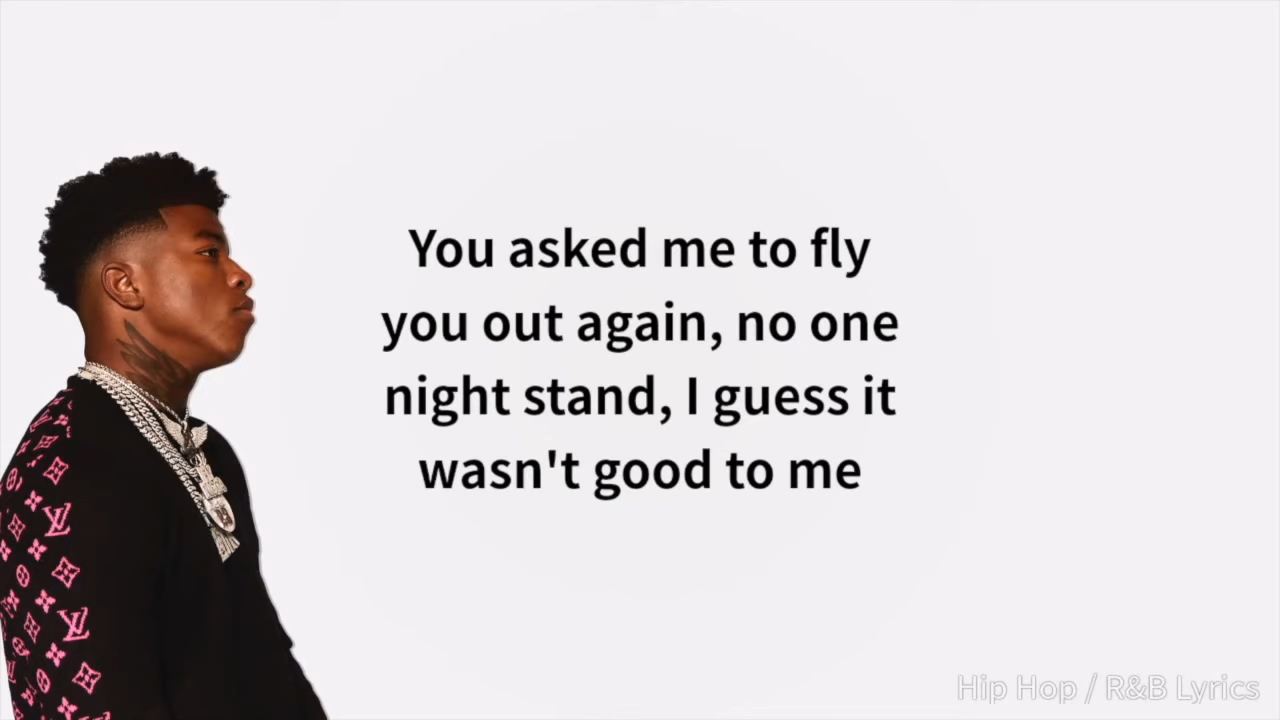 You asked me to fly
you out again, no one
night stand, I guess it
wasn't good to me
Hip Hop / R&B Lyrics